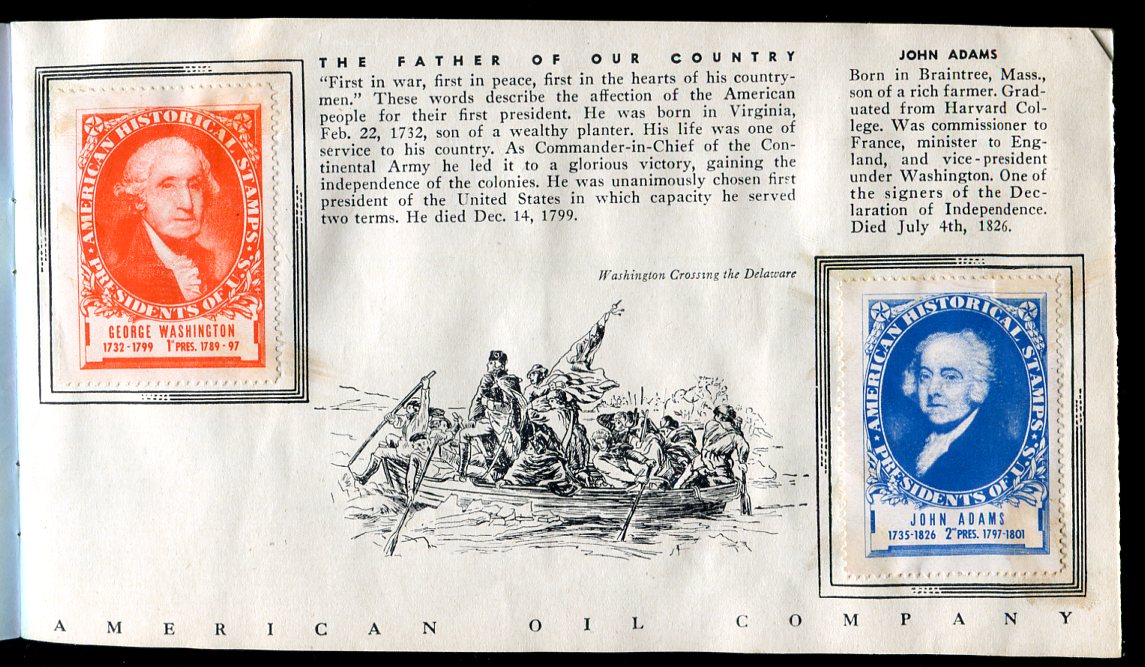 AMERICAN HISTORICAL STAMPS
PRESIDENTS OF U.S.
GEORGE WASHINGTON
1732-1799 1ST PRES. 1789-97
THE FATHER OF OUR COUNTRY
“First in war, first in peace, first in the hearts of his country-
men.” These words describe the affection of the American
people for their first president. He was born in Virginia,
Feb. 22, 1732, son of a wealthy planter. His life was one of
service to his country. As Commander-in-Chief of the Con-
tinental Army he led it to a glorious victory, gaining the
independence of the colonies. He was unanimously chosen first
president of the United States in which capacity he served
two terms. He died Dec. 14, 1799.
Washington Crossing the Delaware
JOHN ADAMS
Born in Braintree, Mass.,
son of a rich farmer. Grad-
uated from Harvard Col-
lege. Was commissioner to
France, minister to Eng-
land, and vice-president
under Washington. One of
the signers of the Dec-
laration of Independence.
Died July 4th, 1826.
AMERICAN HISTORICAL STAMPS
PRESIDENTS OF U.S.
JOHN ADAMS
1735-1826 2ND PRES. 1797-1801
AMERICAN OIL COMPANY